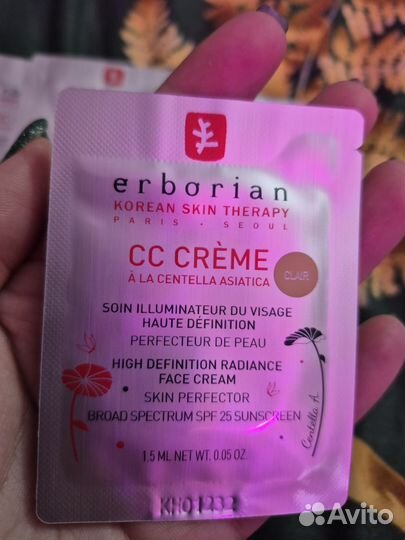 erborian
KOREAN SKIN THERAPY
PARIS - SEOUL
CC CRÈME
À LA CENTELLA ASIATICA
CLAIR
SOIN ILLUMINATEUR DU VISAGE
HAUTE DÉFINITION
PERFECTEUR DE PEAU
HIGH DEFINITION RADIANCE
FACE CREAM
SKIN PERFECTOR
BROAD SPECTRUM SPF 25 SUNSCREEN
Centella A.
1.5 ML NET WT. 0.05 OZ.
KH01232
Avito